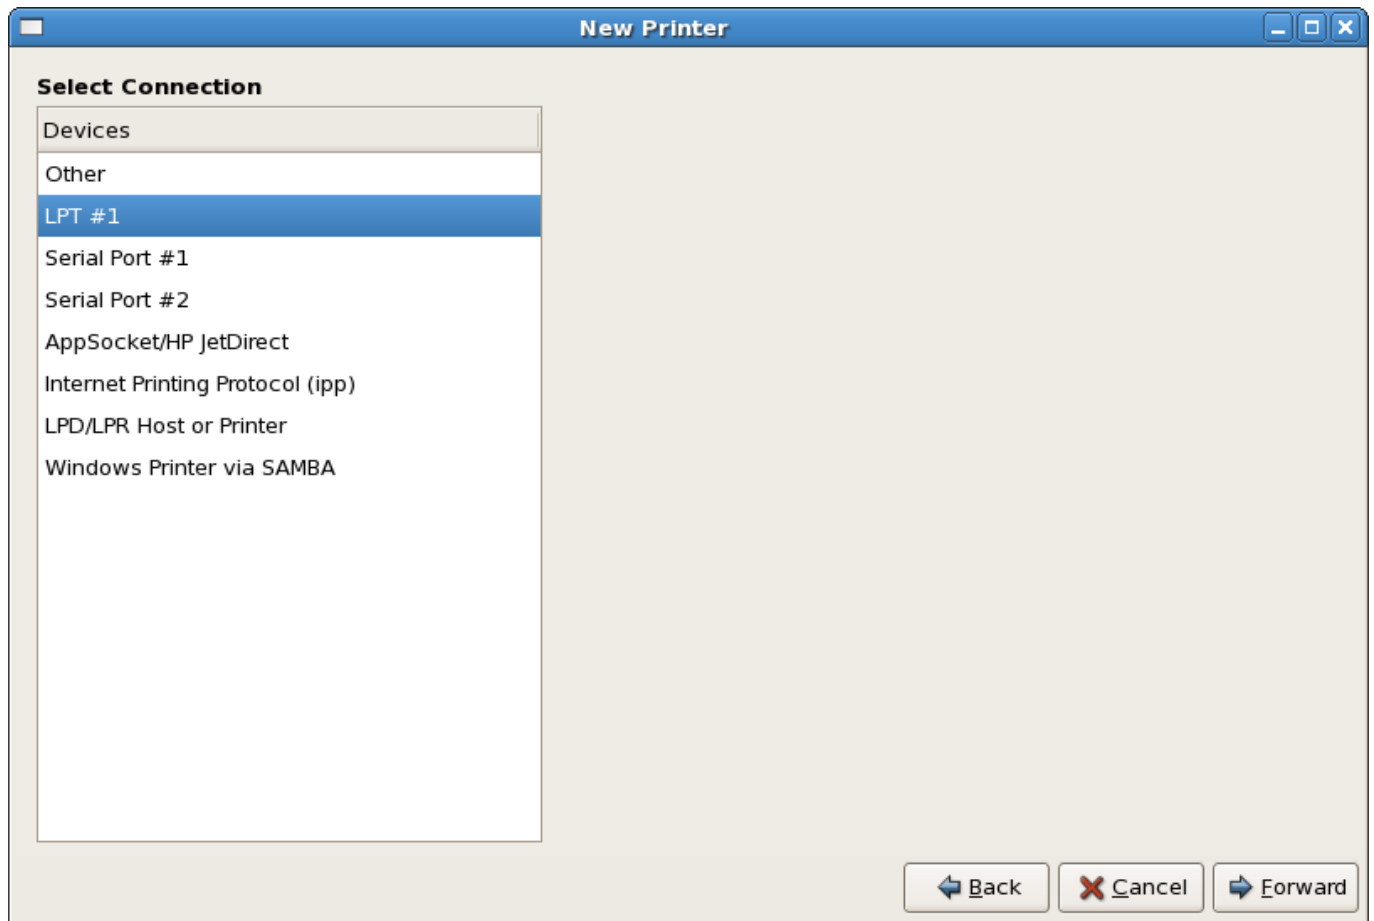 New Printer
Select Connection
Devices
Other
LPT #1
Serial Port #1
Serial Port #2
AppSocket/HP JetDirect
Internet Printing Protocol (ipp)
LPD/LPR Host or Printer
Windows Printer via SAMBA
Back Cancel Forward